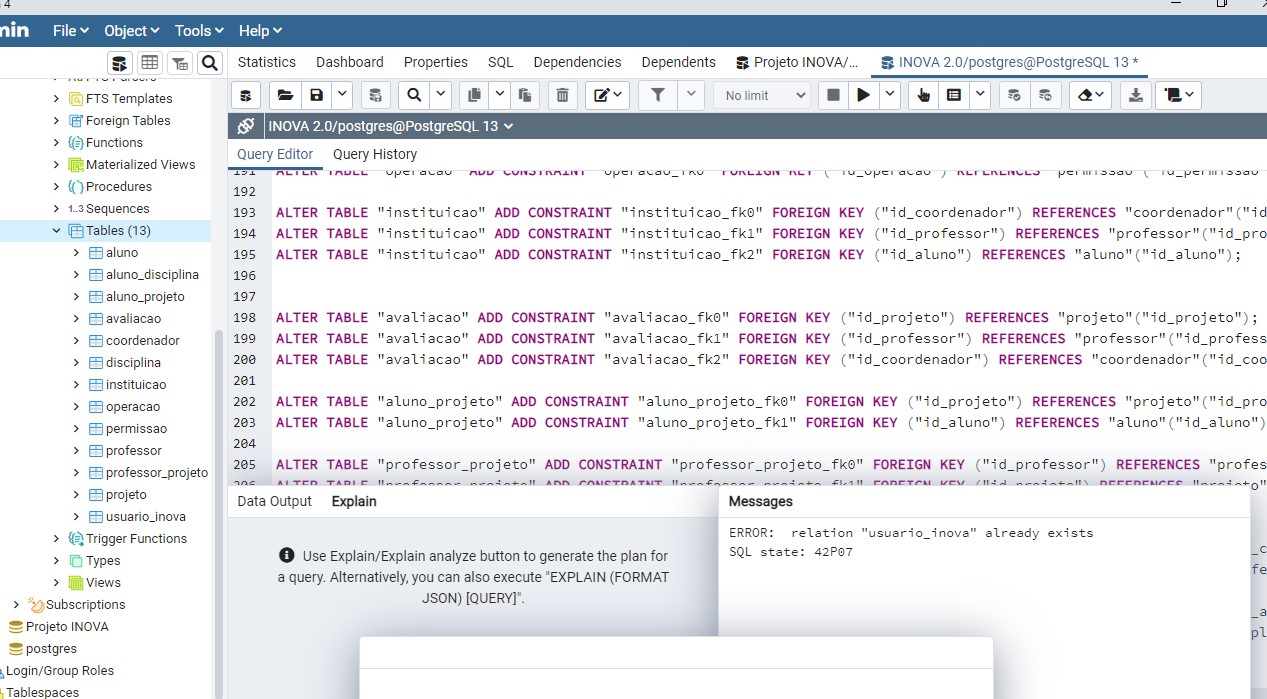 4
min File Object Tools Help
Statistics Dashboard Properties SQL Dependencies Dependents Projeto INOVA/... INOVA 2.0/postgres@PostgreSQL 13 *
No limit
INOVA 2.0/postgres@PostgreSQL 13
Query Editor Query History
FTS Parsers
FTS Templates
Foreign Tables
Functions
Materialized Views
Procedures
1..3 Sequences
Tables (13)
aluno
aluno_disciplina
aluno_projeto
avaliacao
coordenador
disciplina
instituicao
operacao
permissao
professor
professor_projeto
projeto
usuario_inova
Trigger Functions
Types
Views
Subscriptions
Projeto INOVA
postgres
Login/Group Roles
Tablespaces
191 ALTER TABLE "operacao" ADD CONSTRAINT "operacao_fk0" FOREIGN KEY ("id_operacao") REFERENCES "permissao"("id_permissao
192
193 ALTER TABLE "instituicao" ADD CONSTRAINT "instituicao_fk0" FOREIGN KEY ("id_coordenador") REFERENCES "coordenador"("id
194 ALTER TABLE "instituicao" ADD CONSTRAINT "instituicao_fk1" FOREIGN KEY ("id_professor") REFERENCES "professor"("id_pro
195 ALTER TABLE "instituicao" ADD CONSTRAINT "instituicao_fk2" FOREIGN KEY ("id_aluno") REFERENCES "aluno"("id_aluno");
196
197
198 ALTER TABLE "avaliacao" ADD CONSTRAINT "avaliacao_fk0" FOREIGN KEY ("id_projeto") REFERENCES "projeto"("id_projeto");
199 ALTER TABLE "avaliacao" ADD CONSTRAINT "avaliacao_fk1" FOREIGN KEY ("id_professor") REFERENCES "professor"("id_profess
200 ALTER TABLE "avaliacao" ADD CONSTRAINT "avaliacao_fk2" FOREIGN KEY ("id_coordenador") REFERENCES "coordenador"("id_coo
201
202 ALTER TABLE "aluno_projeto" ADD CONSTRAINT "aluno_projeto_fk0" FOREIGN KEY ("id_projeto") REFERENCES "projeto"("id_pro
203 ALTER TABLE "aluno_projeto" ADD CONSTRAINT "aluno_projeto_fk1" FOREIGN KEY ("id_aluno") REFERENCES "aluno"("id_aluno")
204
205 ALTER TABLE "professor_projeto" ADD CONSTRAINT "professor_projeto_fk0" FOREIGN KEY ("id_professor") REFERENCES "profes
206 ALTER TABLE "professor_projeto" ADD CONSTRAINT "professor_projeto_fk1" FOREIGN KEY ("id_projeto") REFERENCES "projeto"
Data Output Explain
Use Explain/Explain analyze button to generate the plan for
a query. Alternatively, you can also execute "EXPLAIN (FORMAT
JSON) [QUERY]".
Messages
ERROR: relation "usuario_inova" already exists
SQL state: 42P07
_c
fe
_a
pl